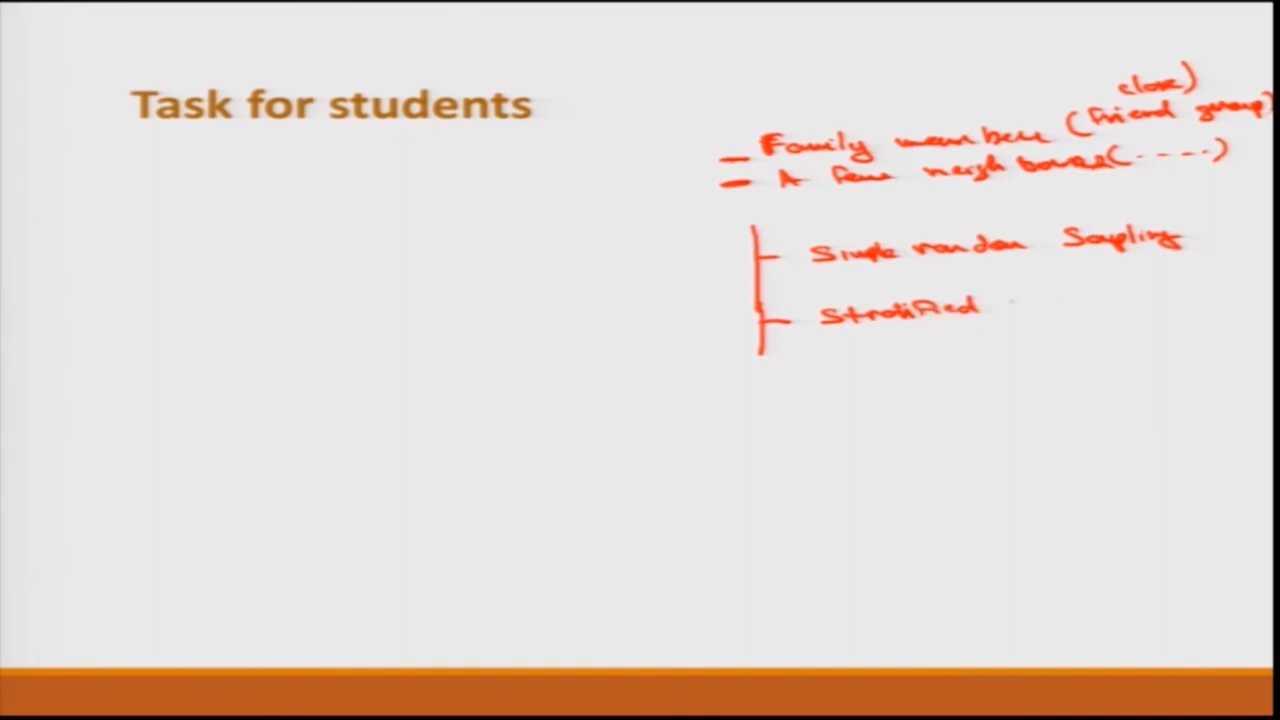 Task for students
close)
- Family members (friend group)
- A few neighbours (.....)
- Simple random Sampling
- Stratified